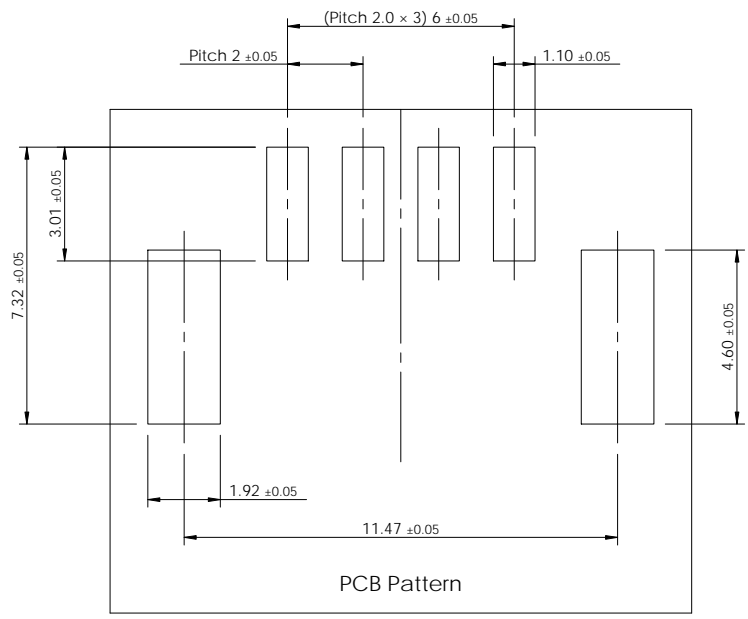 (Pitch 2.0 × 3) 6 ±0.05
Pitch 2 ±0.05
1.10 ±0.05
3.01 ±0.05
7.32 ±0.05
4.60 ±0.05
1.92 ±0.05
11.47 ±0.05
PCB Pattern